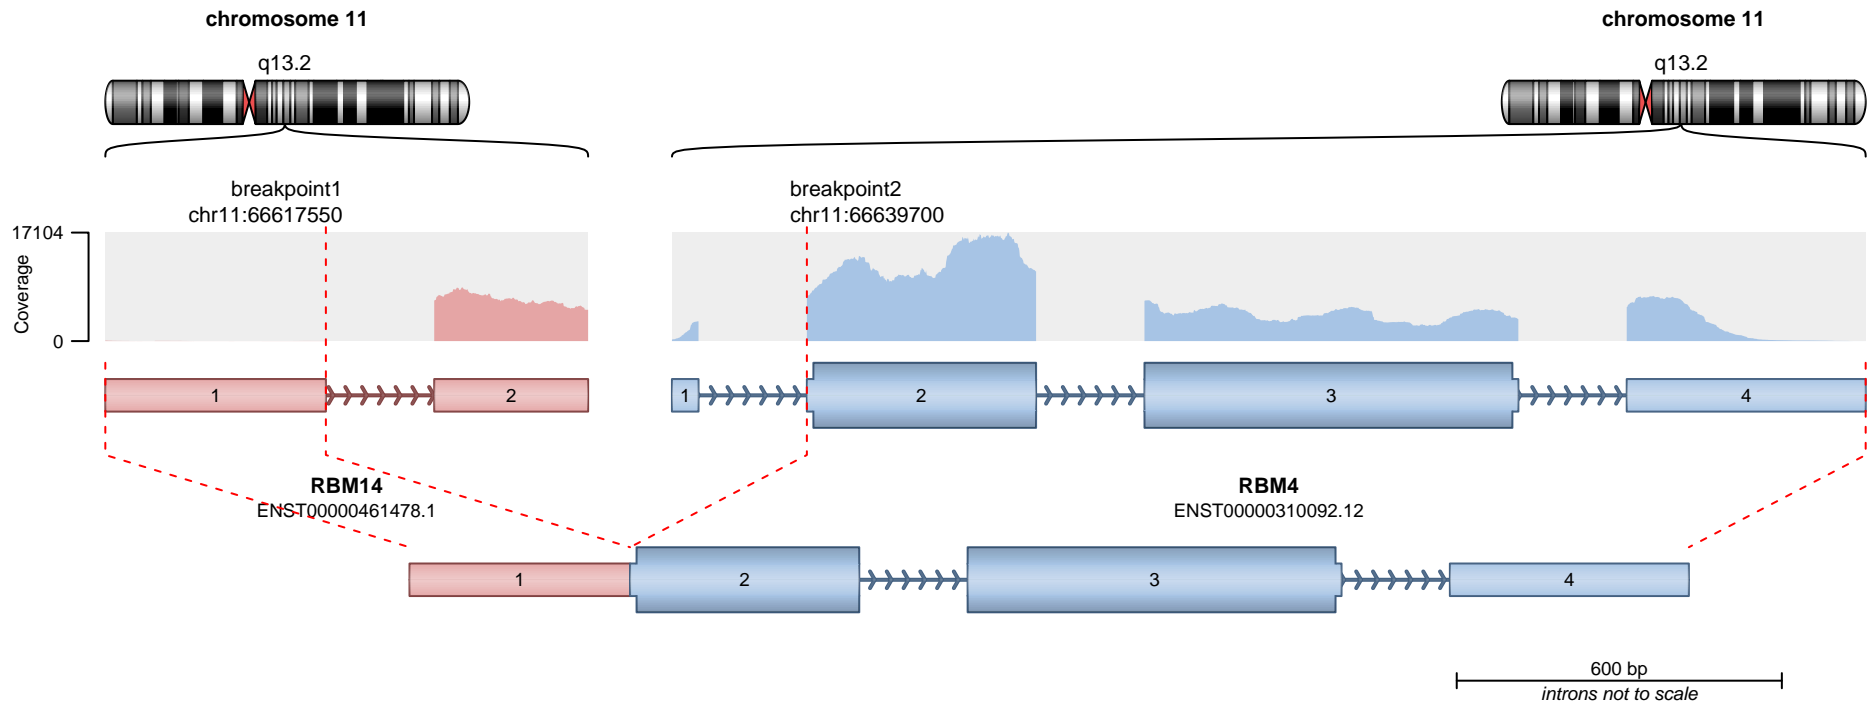 chromosome 11
chromosome 11
q13.2
q13.2
breakpoint1
chr11:66617550
breakpoint2
chr11:66639700
17104
Coverage
0
1
2
1
2
3
4
RBM14
ENST00000461478.1
RBM4
ENST00000310092.12
1
2
3
4
600 bp
introns not to scale